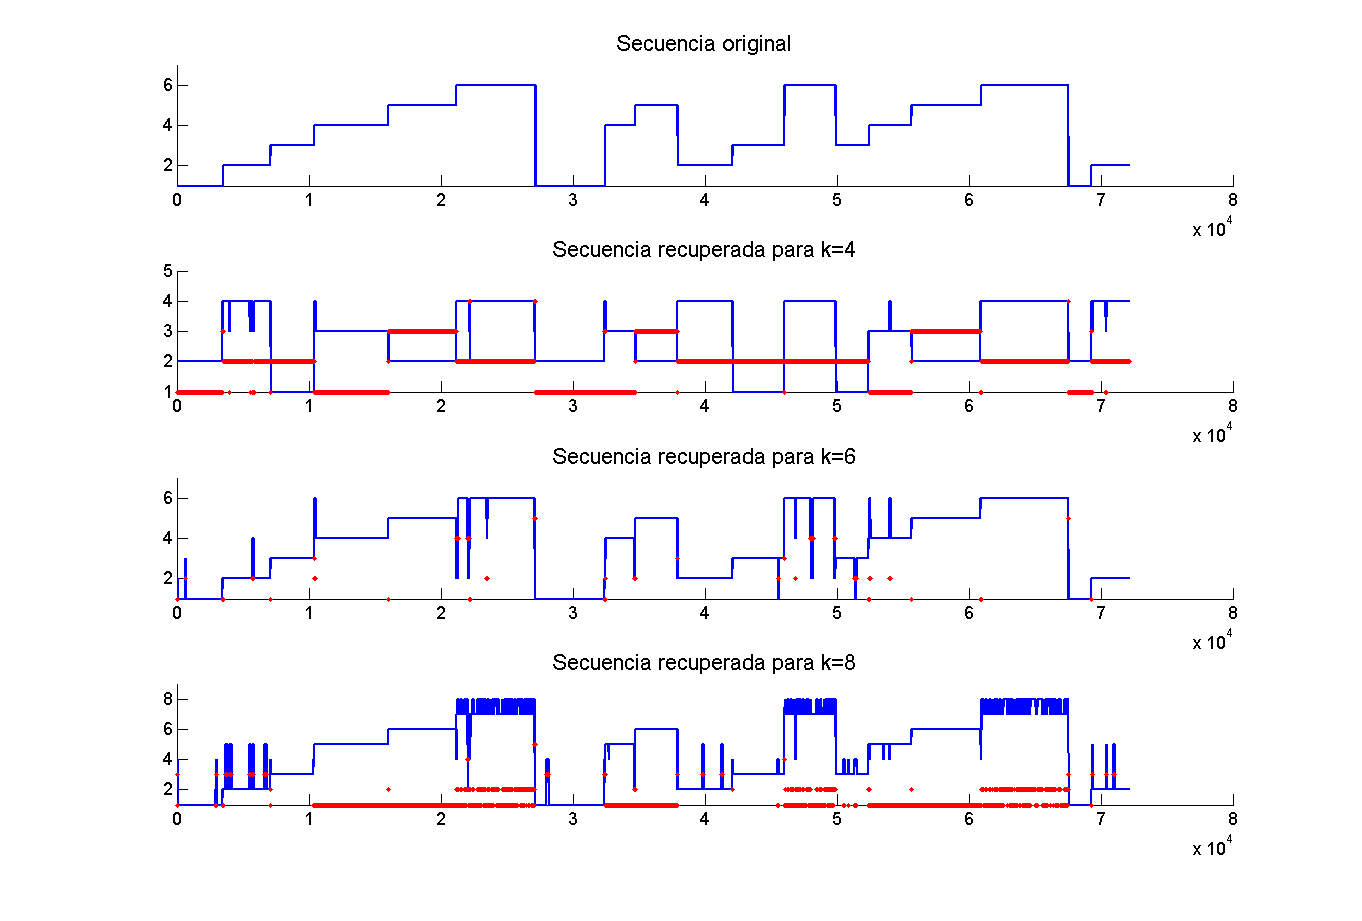 Secuencia original
6
4
2
0 1 2 3 4 5 6 7 8
x 10^4
Secuencia recuperada para k=4
5
4
3
2
1
0 1 2 3 4 5 6 7 8
x 10^4
Secuencia recuperada para k=6
6
4
2
0 1 2 3 4 5 6 7 8
x 10^4
Secuencia recuperada para k=8
8
6
4
2
0 1 2 3 4 5 6 7 8
x 10^4